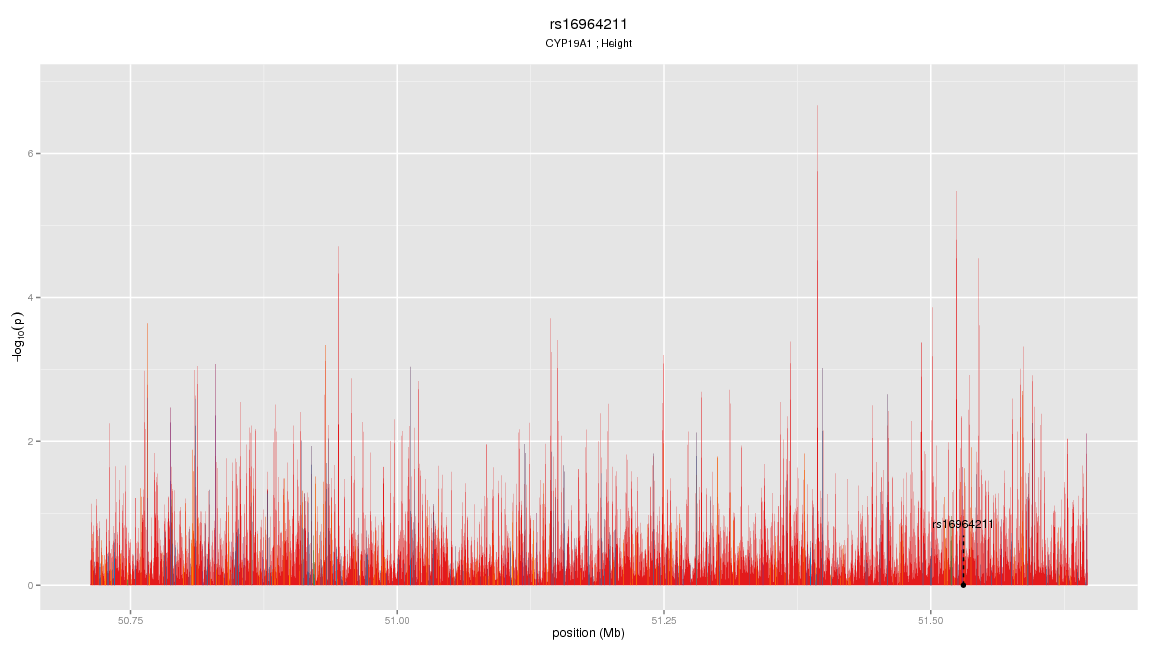 rs16964211
CYP19A1 ; Height
6
4
2
0
−log10(p)
rs16964211
50.75 51.00 51.25 51.50
position (Mb)